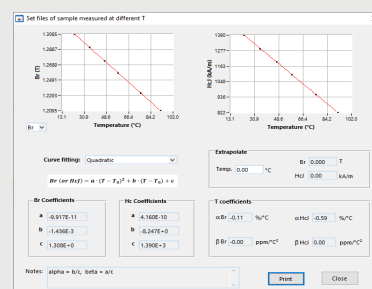 Set files of sample measured at different T
1.3065
1.2887
1.2689
1.2491
1.2293
1.2095
13.1 30.9 48.6 66.4 84.2 102.0
Br (T)
Temperature (°C)
Br
1390
1277
1163
1049
936
822
13.1 30.9 48.6 66.4 84.2 102.0
HcJ (kA/m)
Temperature (°C)
Curve fitting: Quadratic
Br (or HcJ) = a · (T − T₀)² + b · (T − T₀) + c
Extrapolate
Temp. 0.00 °C
Br 0.000 T
HcJ 0.00 kA/m
Br Coefficients
a -9.917E-11
b -1.436E-3
c 1.308E+0
Hc Coefficients
a 4.160E-10
b -8.247E+0
c 1.390E+3
T coefficients
αBr -0.11 %/°C
αHcJ -0.59 %/°C
βBr -0.00 ppm/°C²
βHcJ 0.00 ppm/°C²
Notes: alpha = b/c, beta = a/c
Print
Close